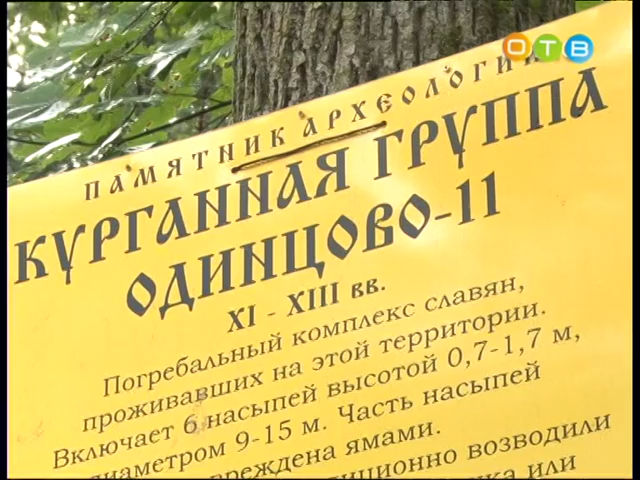 ОТВ
ПАМЯТНИК АРХЕОЛОГИИ
КУРГАННАЯ ГРУППА
ОДИНЦОВО-11
XI - XIII вв.
Погребальный комплекс славян,
проживавших на этой территории.
Включает 6 насыпей высотой 0,7-1,7 м,
диаметром 9-15 м. Часть насыпей
ямами.
возводили
или